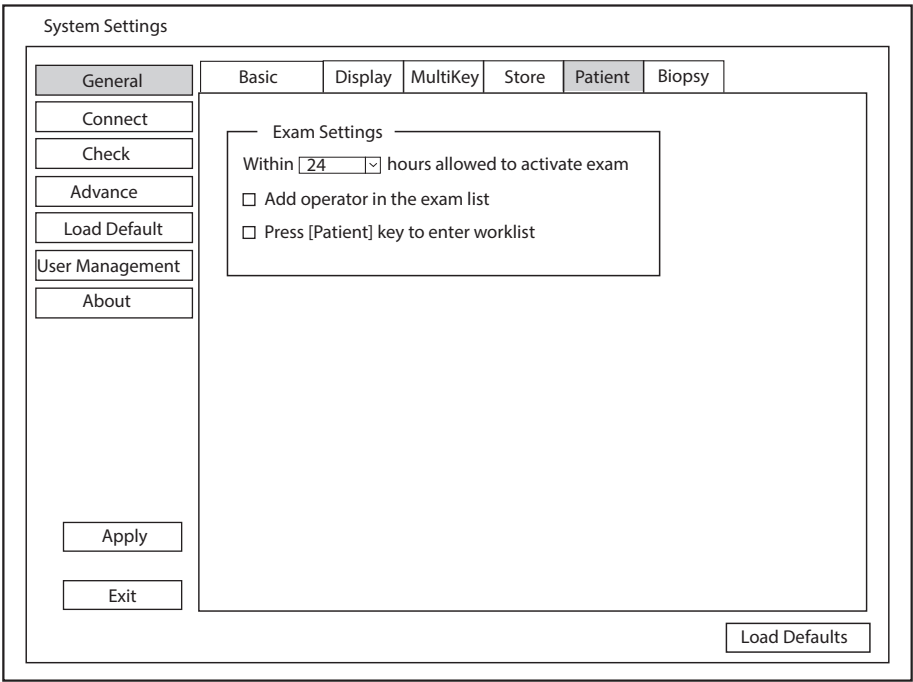 System Settings
General
Connect
Check
Advance
Load Default
User Management
About
Apply
Exit
Basic Display MultiKey Store Patient Biopsy
Exam Settings
Within 24 hours allowed to activate exam
Add operator in the exam list
Press [Patient] key to enter worklist
Load Defaults